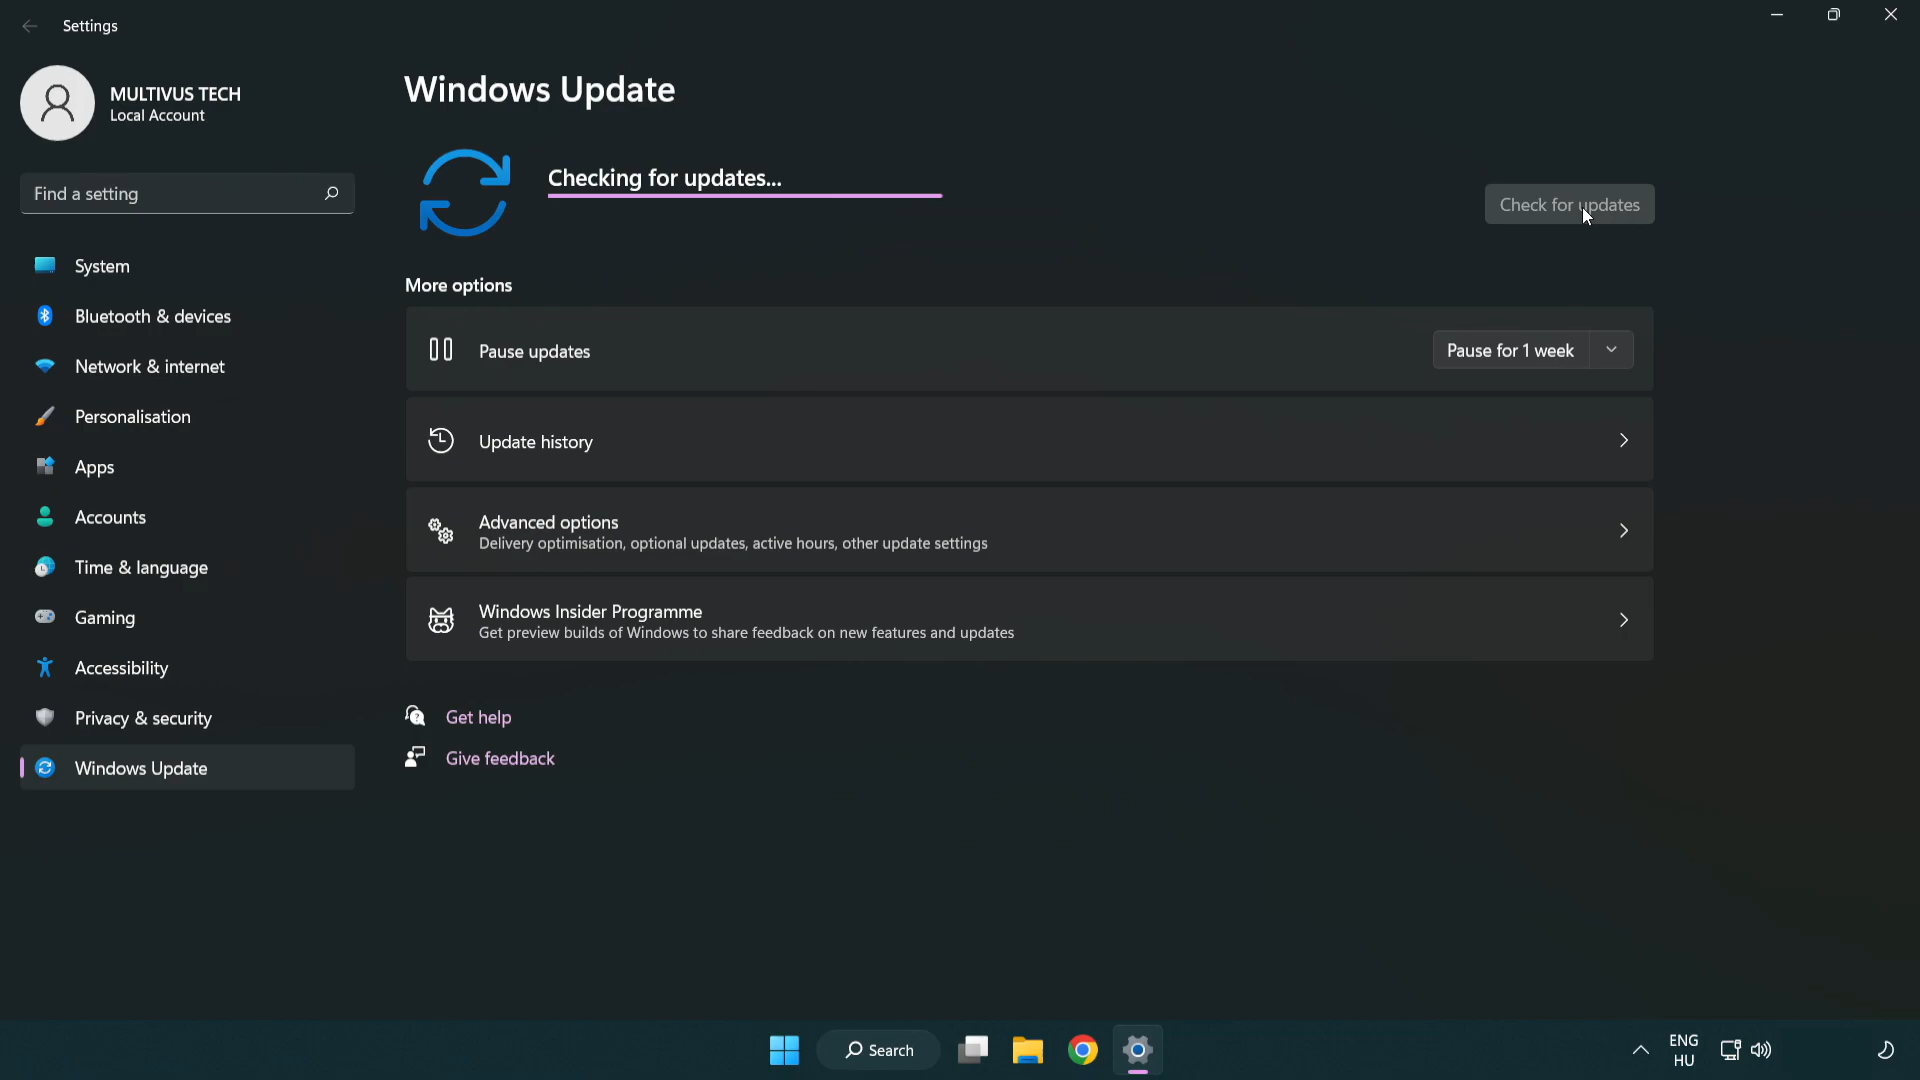 Settings
MULTIVUS TECH
Local Account
Find a setting
System
Bluetooth & devices
Network & internet
Personalisation
Apps
Accounts
Time & language
Gaming
Accessibility
Privacy & security
Windows Update
Windows Update
Checking for updates...
Check for updates
More options
Pause updates
Pause for 1 week
Update history
Advanced options
Delivery optimisation, optional updates, active hours, other update settings
Windows Insider Programme
Get preview builds of Windows to share feedback on new features and updates
Get help
Give feedback
Search
ENG
HU